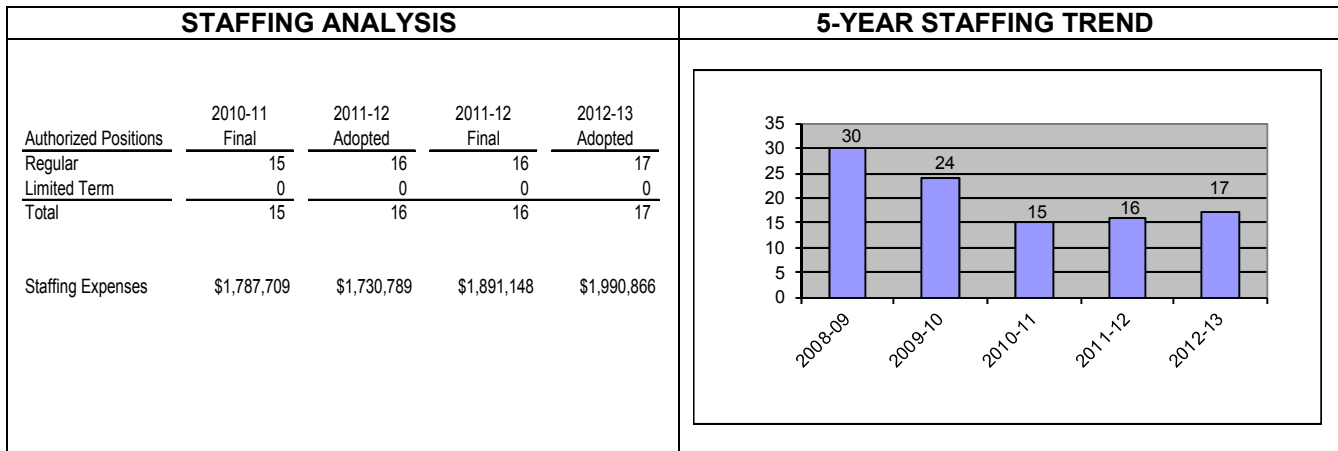 STAFFING ANALYSIS
2010-11 2011-12 2011-12 2012-13
Authorized Positions Final Adopted Final Adopted
Regular 15 16 16 17
Limited Term 0 0 0 0
Total 15 16 16 17
Staffing Expenses $1,787,709 $1,730,789 $1,891,148 $1,990,866
5-YEAR STAFFING TREND
35
30
25
20
15
10
5
0
30
24
15
16
17
2008-09
2009-10
2010-11
2011-12
2012-13